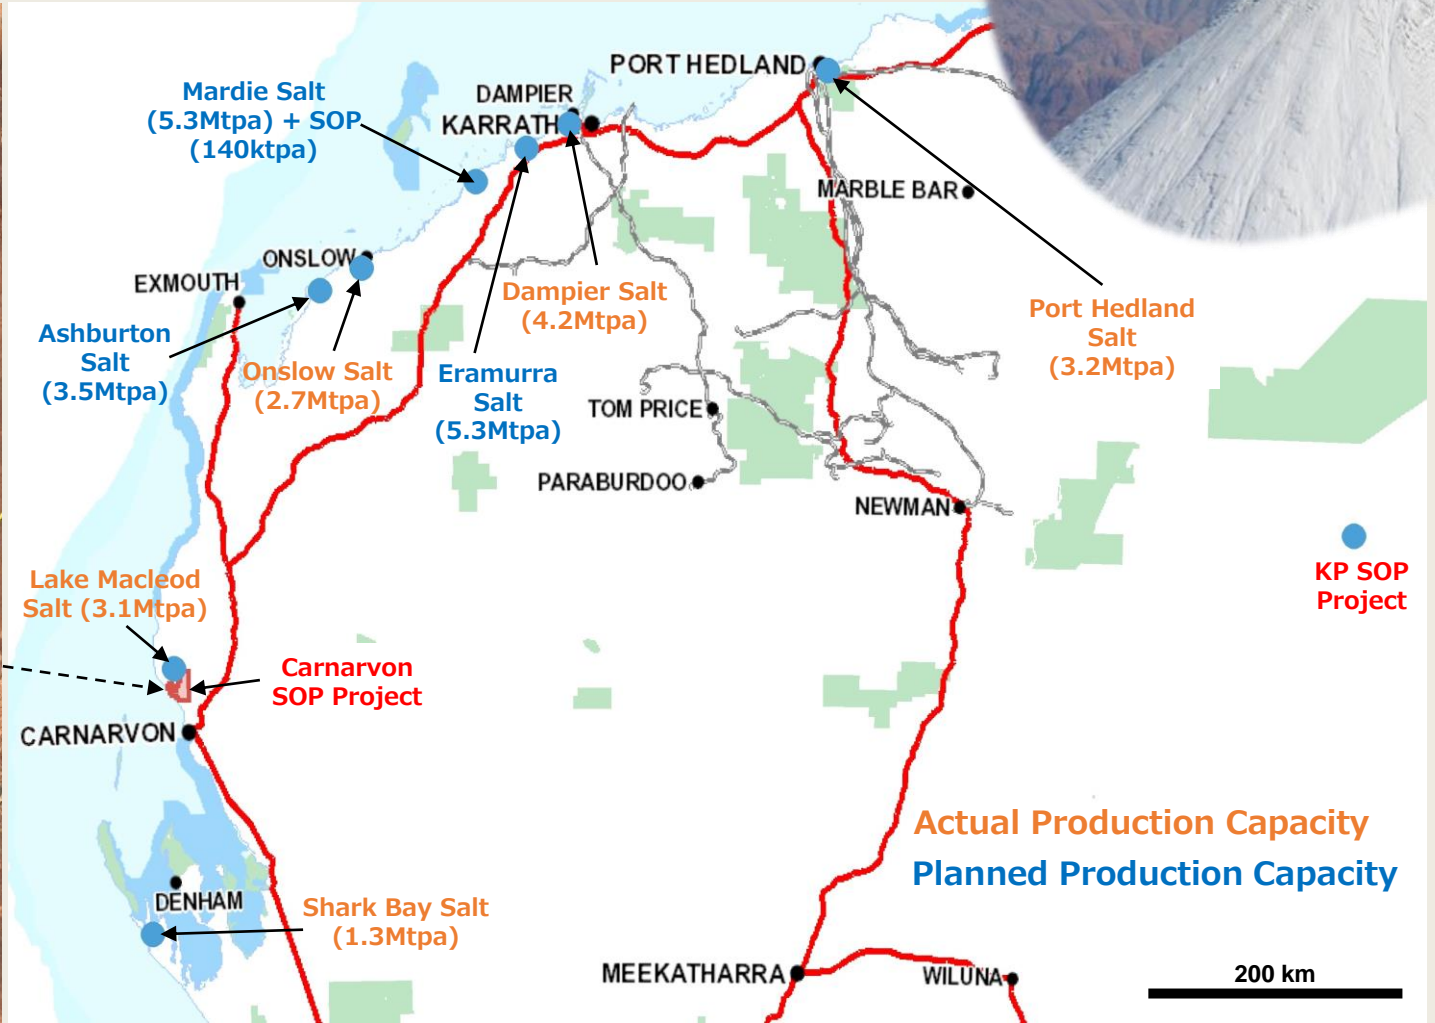 PORT HEDLAND
Mardie Salt
(5.3Mtpa) + SOP
(140ktpa)
DAMPIER
KARRATH
MARBLE BAR
ONSLOW
EXMOUTH
Dampier Salt
(4.2Mtpa)
Port Hedland
Salt
(3.2Mtpa)
Ashburton
Salt
(3.5Mtpa)
Onslow Salt
(2.7Mtpa)
Eramurra
Salt
(5.3Mtpa)
TOM PRICE
PARABURDOO
NEWMAN
KP SOP
Project
Lake Macleod
Salt (3.1Mtpa)
Carnarvon
SOP Project
CARNARVON
Actual Production Capacity
Planned Production Capacity
DENHAM
Shark Bay Salt
(1.3Mtpa)
MEEKATHARRA
WILUNA
200 km